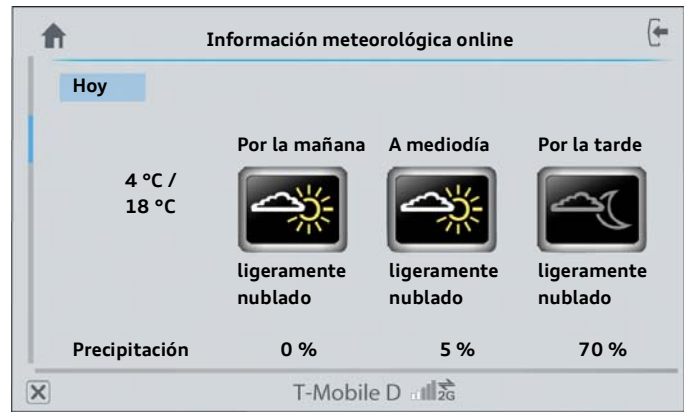 Información meteorológica online
Hoy
Por la mañana A mediodía Por la tarde
4 °C /
18 °C
ligeramente ligeramente ligeramente
nublado nublado nublado
Precipitación 0 % 5 % 70 %
T-Mobile D 2G